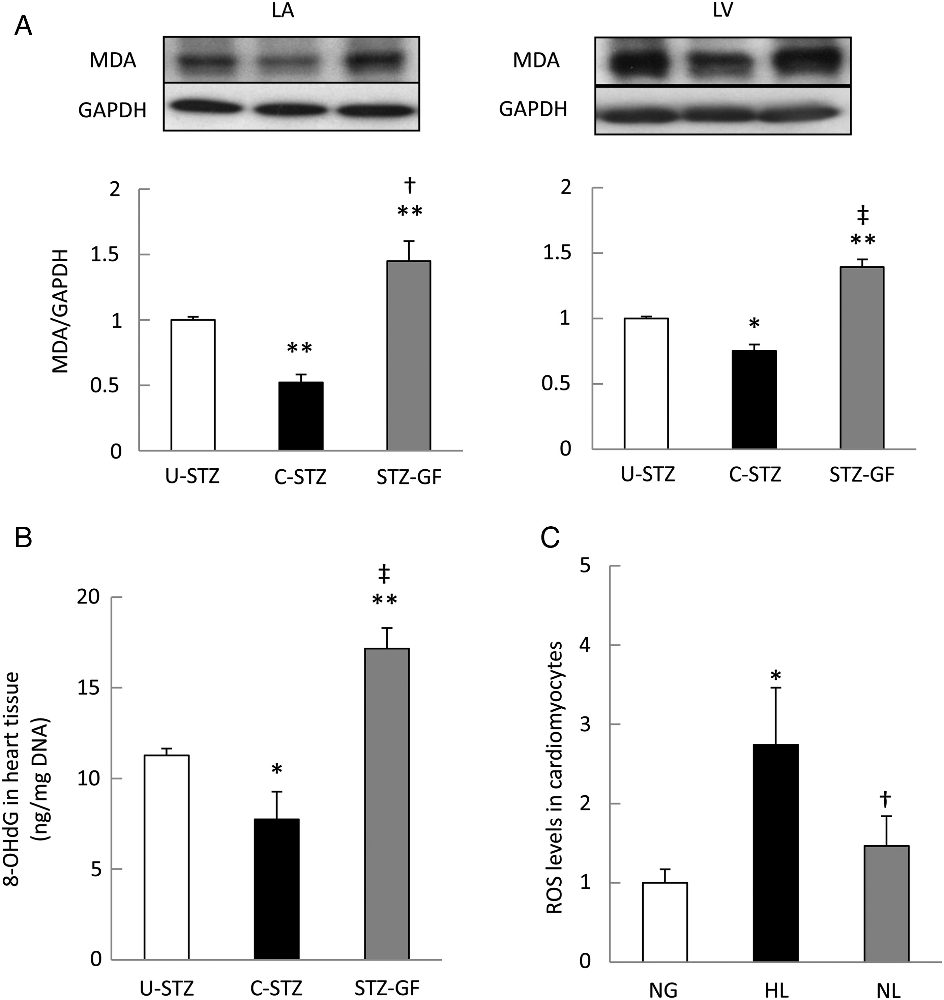 A
LA
LV
MDA
GAPDH
MDA
GAPDH
MDA/GAPDH
2
1.5
1
0.5
0
**
†
**
U-STZ
C-STZ
STZ-GF
2
1.5
1
0.5
0
*
‡
**
U-STZ
C-STZ
STZ-GF
B
8-OHdG in heart tissue
(ng/mg DNA)
20
15
10
5
0
*
‡
**
U-STZ
C-STZ
STZ-GF
C
ROS levels in cardiomyocytes
5
4
3
2
1
0
*
†
NG
HL
NL